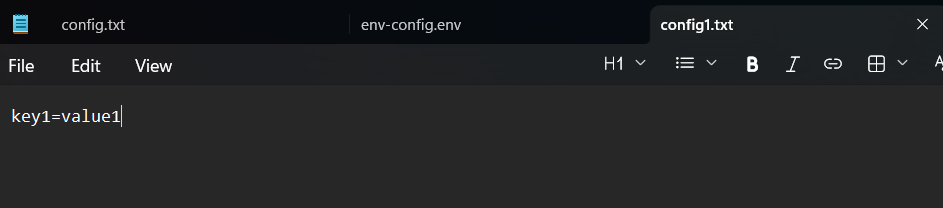 config.txt env-config.env config1.txt
File Edit View H1 B I
key1=value1